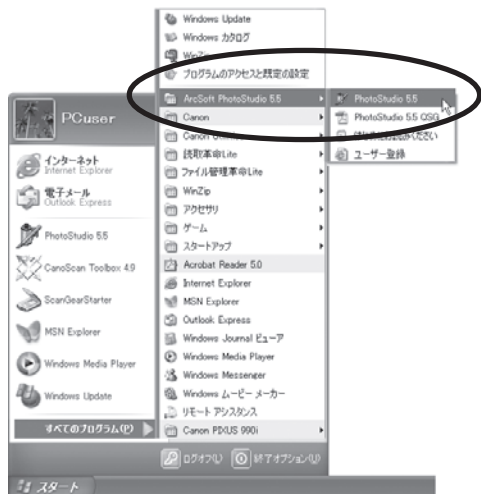 Windows Update
Windows カタログ
WinZip
プログラムのアクセスと既定の設定
ArcSoft PhotoStudio 5.5
Canon
Canon
読取革命Lite
ファイル管理革命Lite
WinZip
アクセサリ
ゲーム
スタートアップ
Acrobat Reader 5.0
Internet Explorer
MSN Explorer
Outlook Express
Windows Journal ビューア
Windows Media Player
Windows Messenger
Windows ムービー メーカー
リモート アシスタンス
Canon PIXUS 990i
PhotoStudio 5.5
PhotoStudio 5.5 QSG
ください
ユーザー登録
PCuser
インターネット
Internet Explorer
電子メール
Outlook Express
PhotoStudio 5.5
CanoScan Toolbox 4.9
ScanGearStarter
MSN Explorer
Windows Media Player
Windows Update
すべてのプログラム(P)
ログオフ(L)
終了オプション(U)
スタート